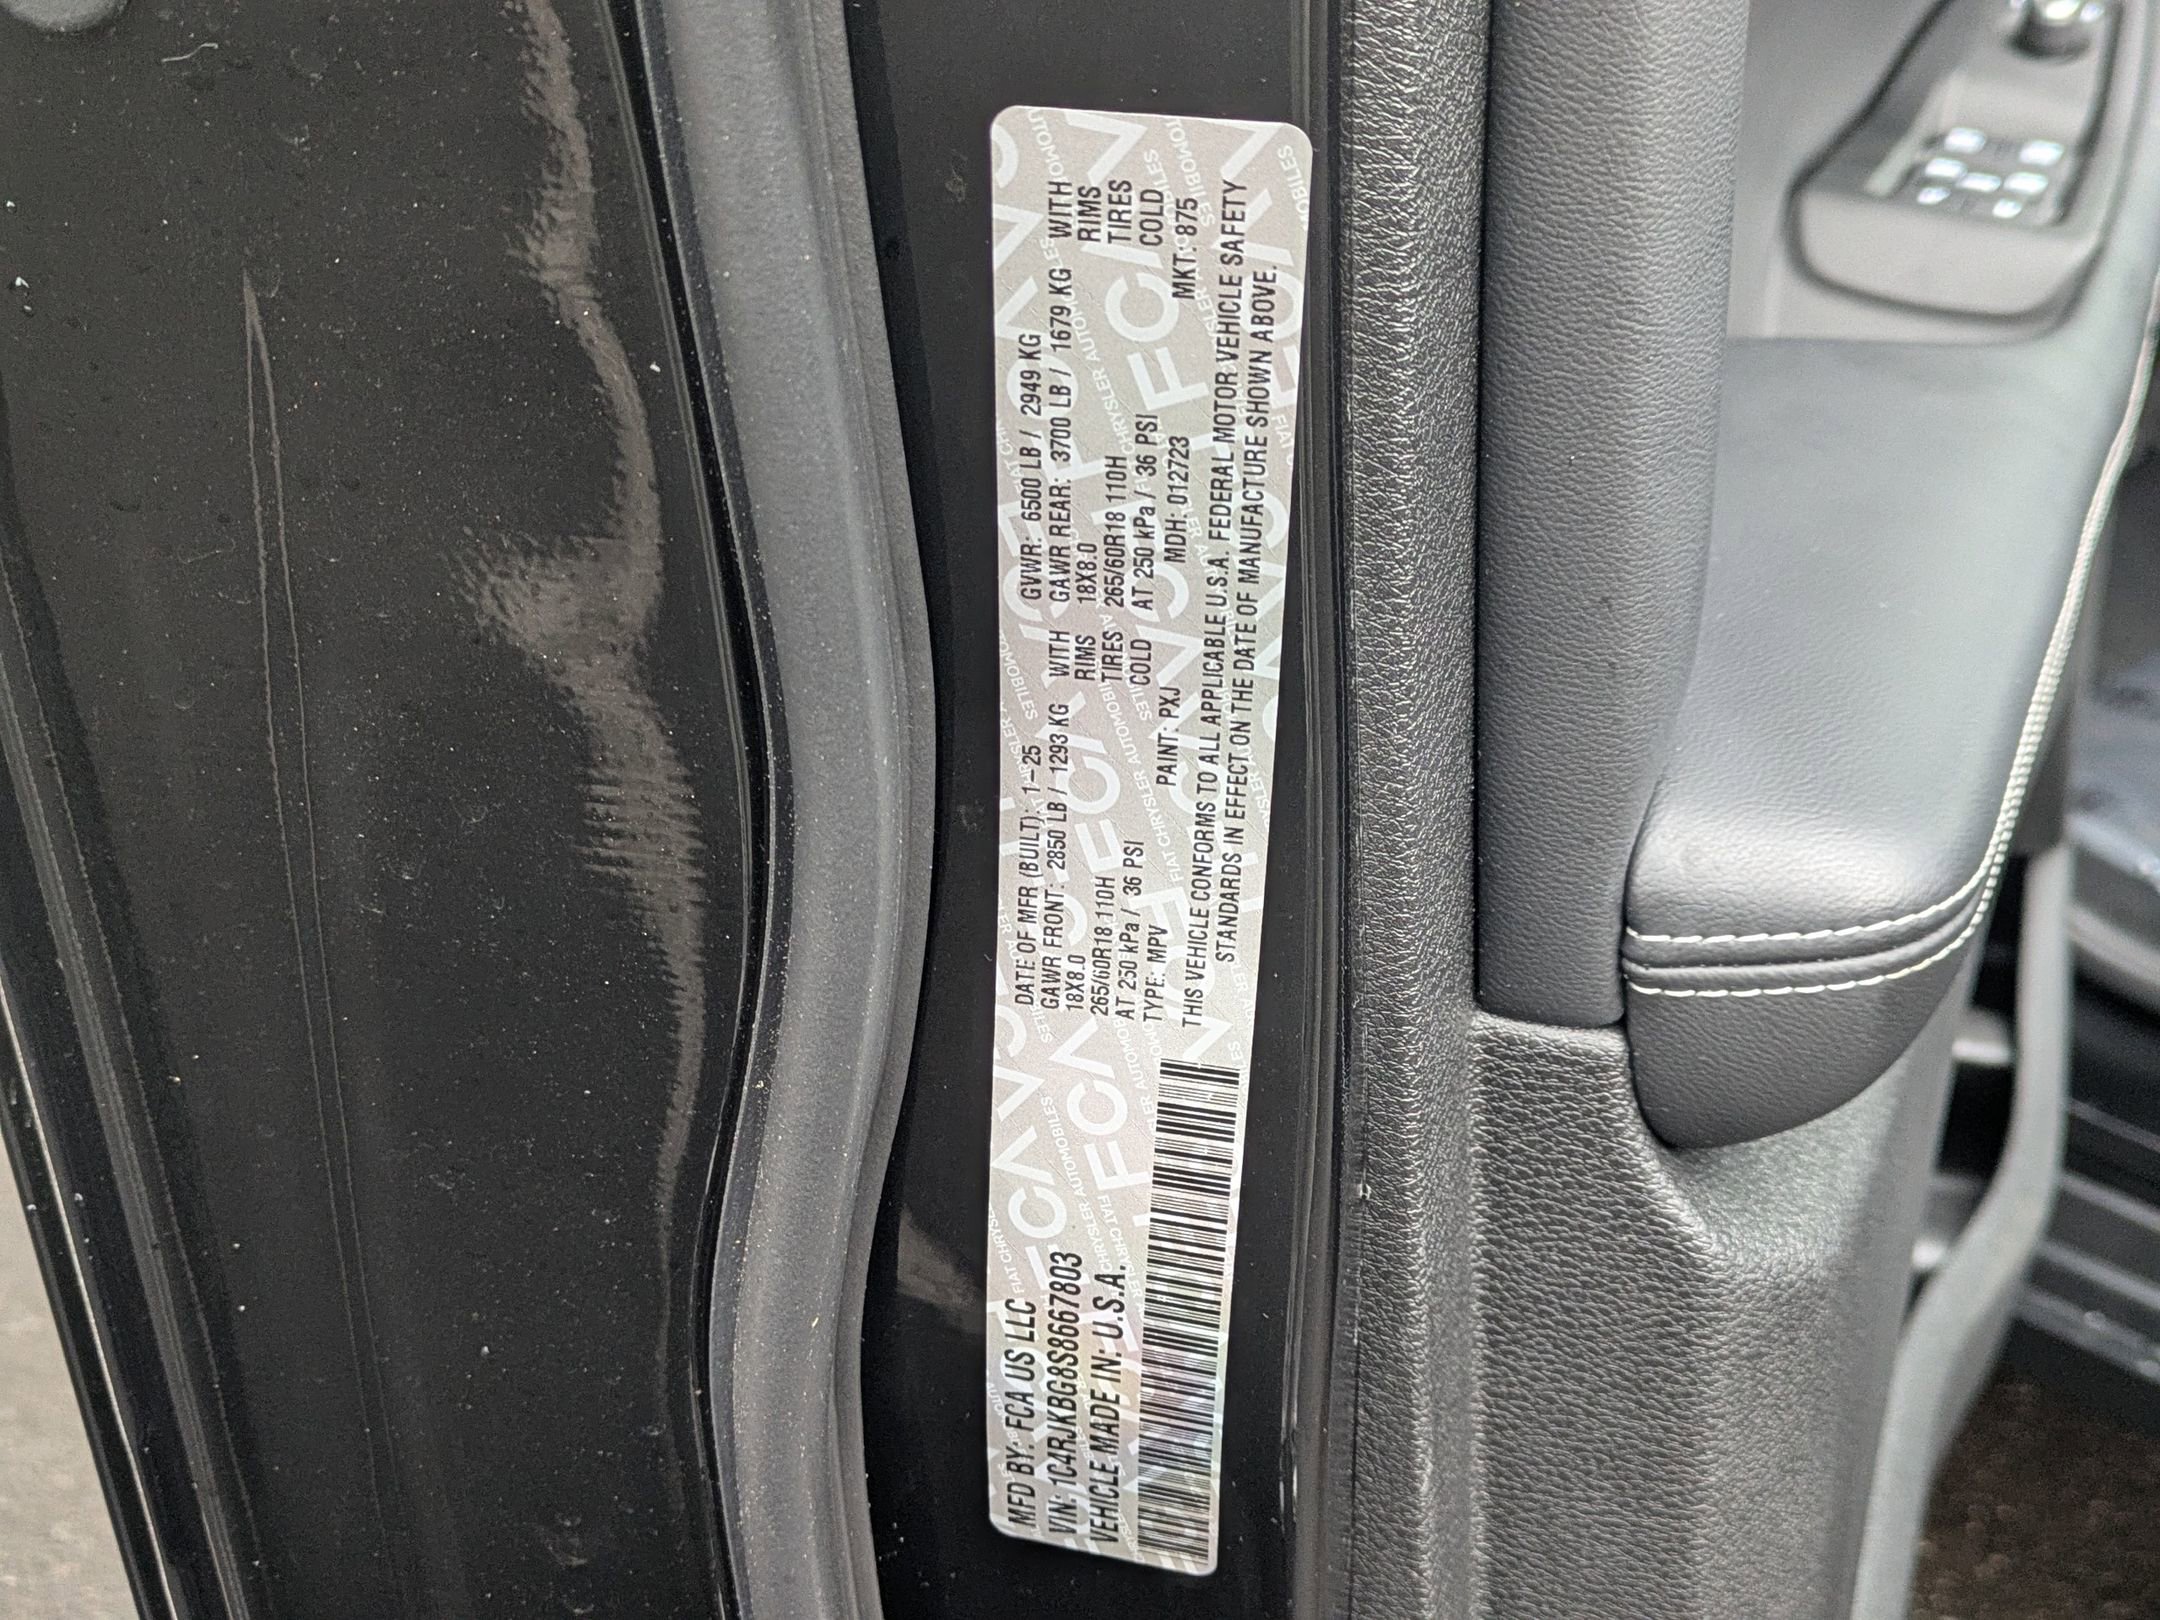 MFD BY: FCA US LLC
DATE OF MFR (BUILT): 1-25
GVWR: 6500 LB / 2949 KG
VIN: 1C4RJKBG8S8667803
GAWR FRONT: 2850 LB / 1293 KG WITH
GAWR REAR: 3700 LB / 1679 KG WITH
VEHICLE MADE IN: U.S.A.
18X8.0 RIMS
18X8.0 RIMS
265/60R18 110H TIRES
265/60R18 110H TIRES
AT 250 kPa / 36 PSI COLD
AT 250 kPa / 36 PSI COLD
TYPE: MPV PAINT: PXJ MDH: 012723 MKT: 875
THIS VEHICLE CONFORMS TO ALL APPLICABLE U.S.A. FEDERAL MOTOR VEHICLE SAFETY
STANDARDS IN EFFECT ON THE DATE OF MANUFACTURE SHOWN ABOVE.
FCA
FIAT CHRYSLER AUTOMOBILES